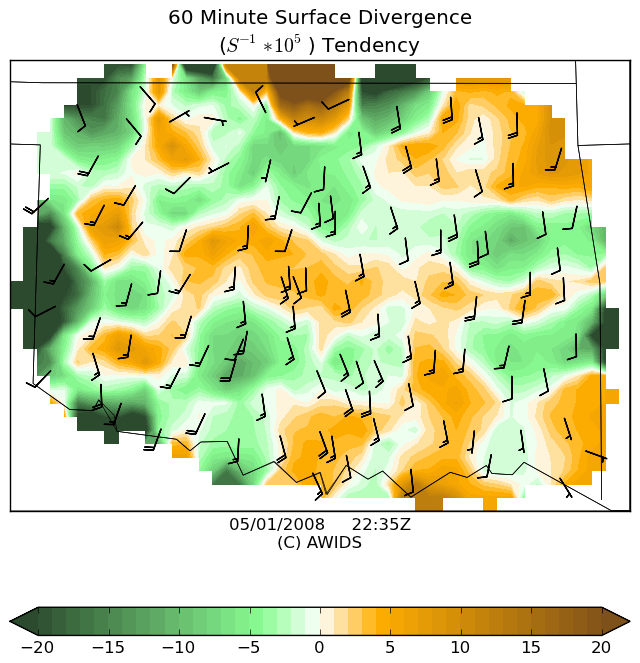 60 Minute Surface Divergence
(S⁻¹ * 10⁵ ) Tendency
05/01/2008 22:35Z
(C) AWIDS
−20 −15 −10 −5 0 5 10 15 20